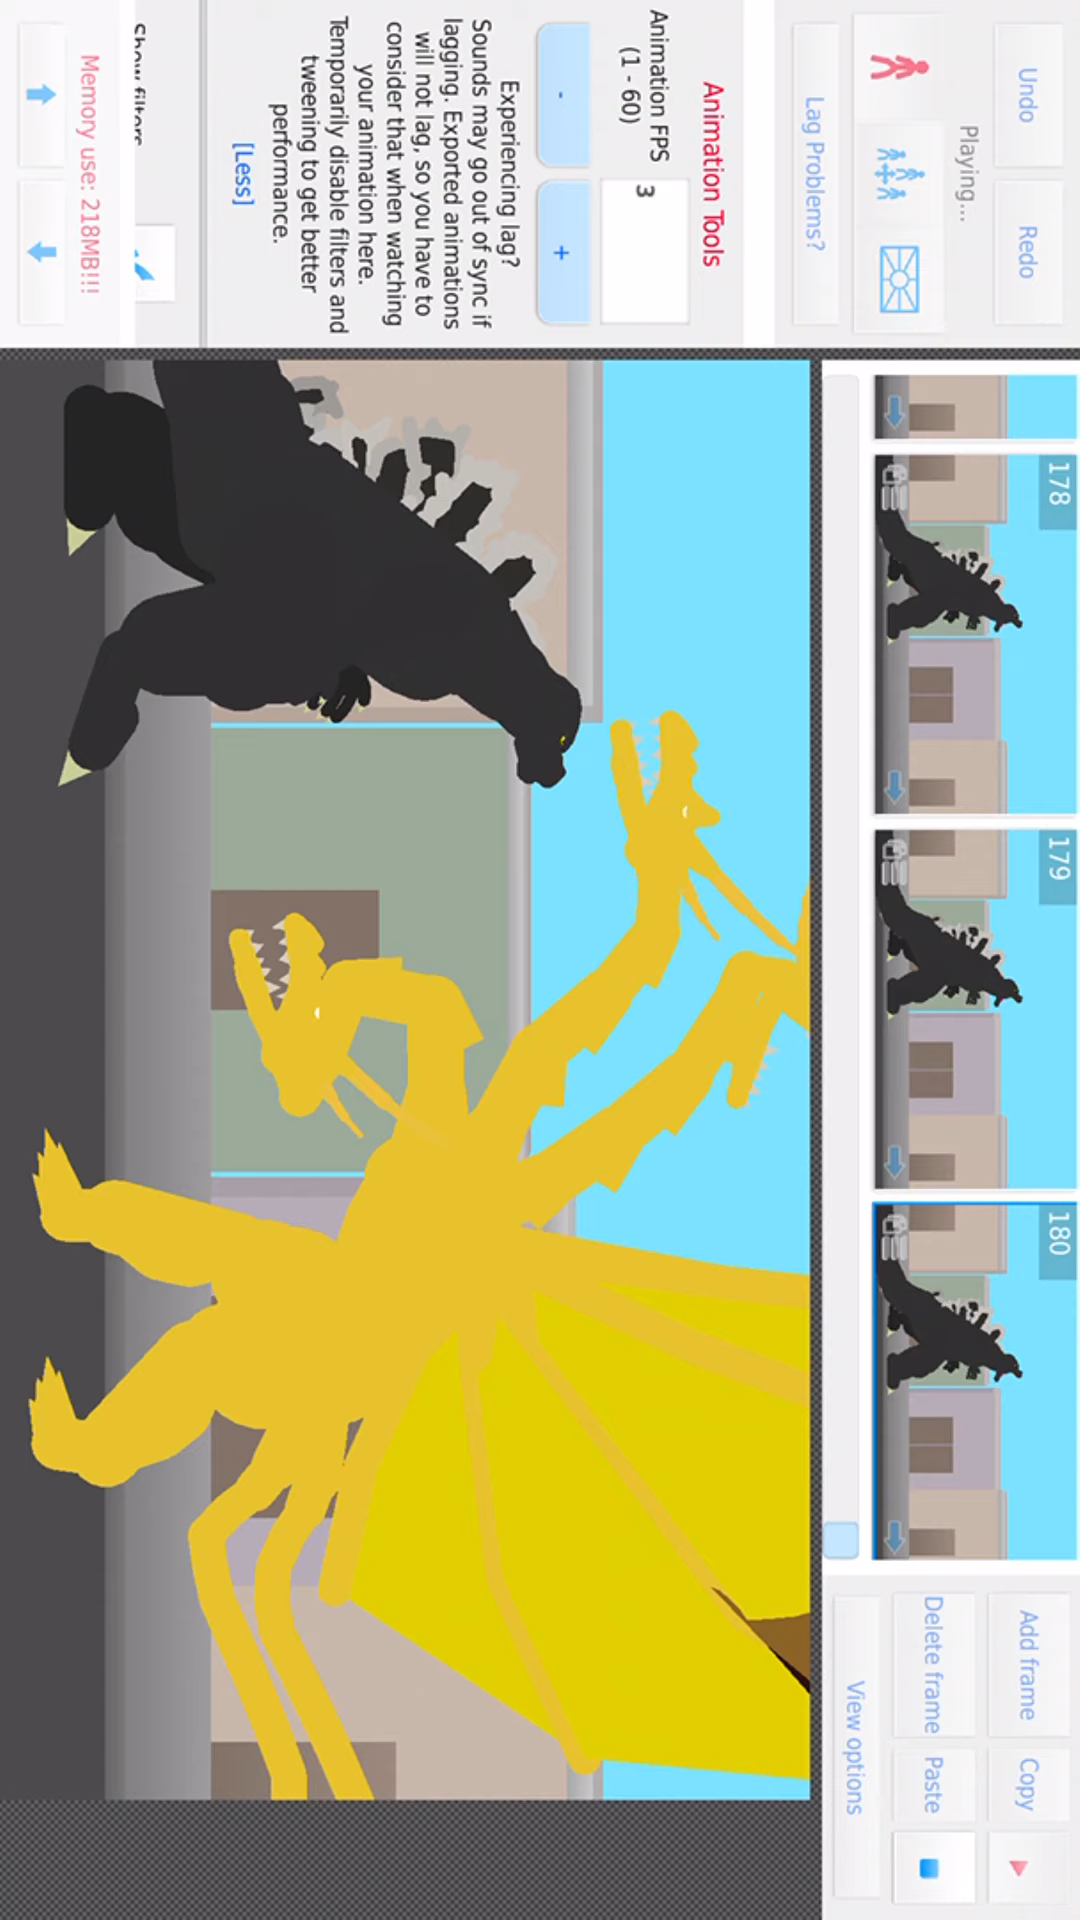 Undo
Redo
Playing...
Lag Problems?
Animation Tools
Animation FPS
(1 - 60)
3
-
+
Experiencing lag?
Sounds may go out of sync if
lagging. Exported animations
will not lag, so you have to
consider that when watching
your animation here.
Temporarily disable filters and
tweening to get better
performance.
[Less]
Show filters
Memory use: 218MB!!!
178
179
180
Add frame
Copy
Delete frame
Paste
View options